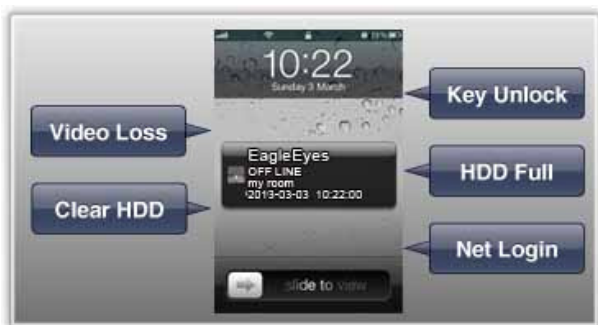 10:22
Sunday 3 March
Key Unlock
Video Loss
EagleEyes
OFF LINE
my room
2013-03-03 10:22:00
HDD Full
Clear HDD
Net Login
slide to view